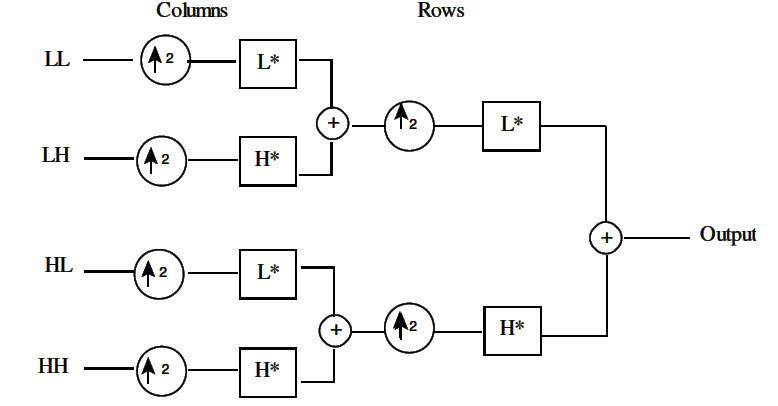 Columns Rows
LL 2 L*
+ 2 L*
LH 2 H*
+ Output
HL 2 L*
+ 2 H*
HH 2 H*